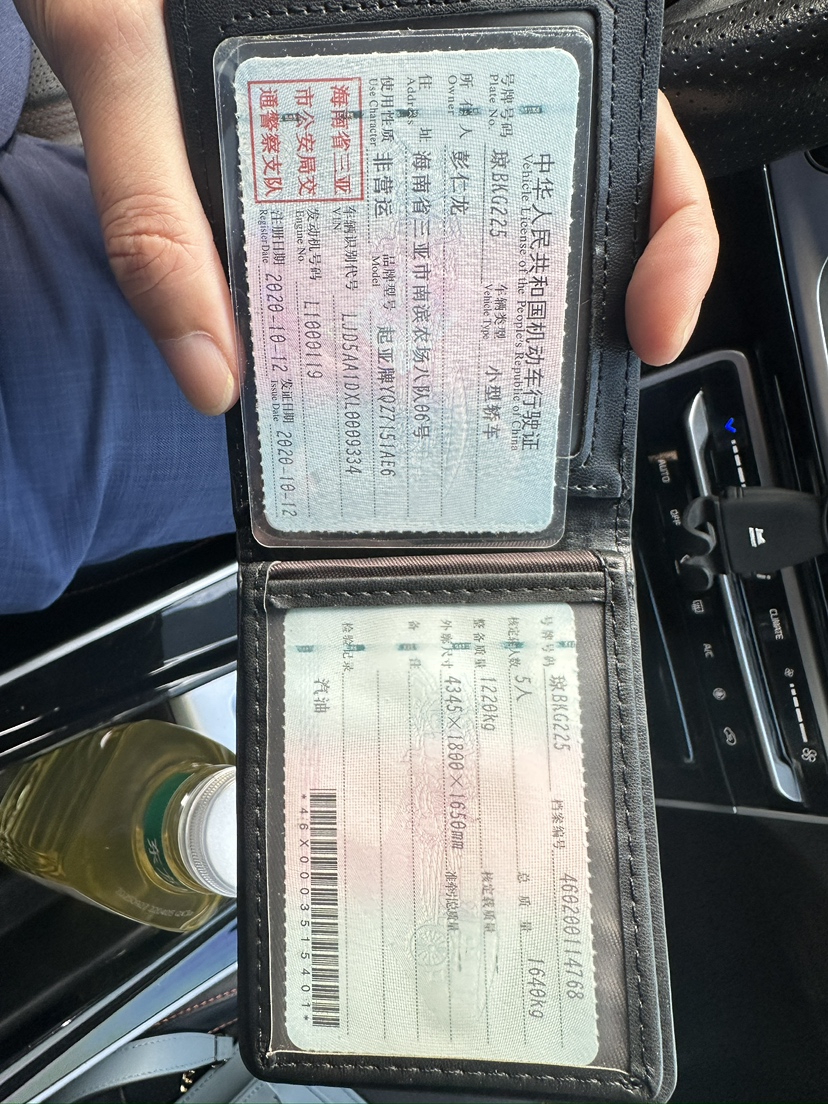 中华人民共和国机动车行驶证
Vehicle License of the People's Republic of China
号牌号码 琼BKG225 车辆类型 小型轿车
Plate No. Vehicle Type
所有人 彭仁龙
Owner
住址 海南省三亚市南滨农场八队06号
Address
使用性质 非营运 品牌型号 起亚牌YQZ7151AE6
Use Character Model
海南省三亚
市公安局交
通警察支队
车辆识别代号 LJD5AA1DXL0009334
VIN
发动机号码 L1000119
Engine No.
注册日期 2020-10-12 发证日期 2020-10-12
Register Date Issue Date
号牌号码 琼BKG225 档案编号 460200114768
核定载人数 5人 总质量 1640kg
整备质量 1220kg 核定载质量
外廓尺寸 4345×1800×1650mm 准牵引总质量
备注
检验记录
汽油
*46X0003515401*
AUTO
OFF
A/C
CLIMATE